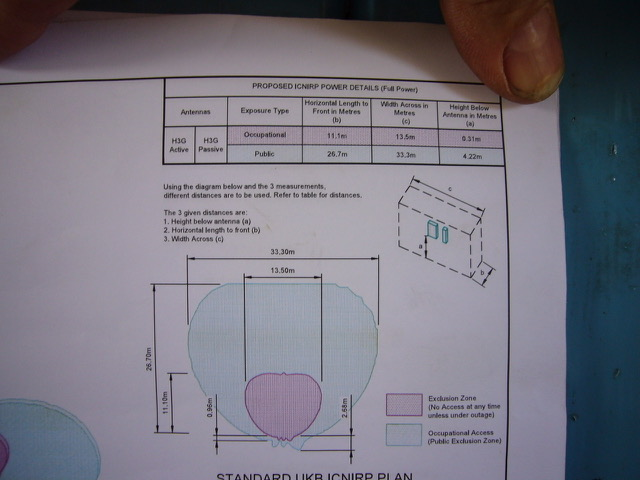 PROPOSED ICNIRP POWER DETAILS (Full Power)
Antennas Exposure Type Horizontal Length to Front in Metres (b) Width Across in Metres (c) Height Below Antenna in Metres (a)
H3G Active H3G Passive Occupational 11.1m 13.5m 0.31m
Public 26.7m 33.3m 4.22m
Using the diagram below and the 3 measurements,
different distances are to be used. Refer to table for distances.
The 3 given distances are:
1. Height below antenna (a)
2. Horizontal length to front (b)
3. Width Across (c)
c
a
b
33.30m
13.50m
26.70m
11.10m
0.96m
2.68m
Exclusion Zone
(No Access at any time
unless under outage)
Occupational Access
(Public Exclusion Zone)
STANDARD UKB ICNIRP PLAN